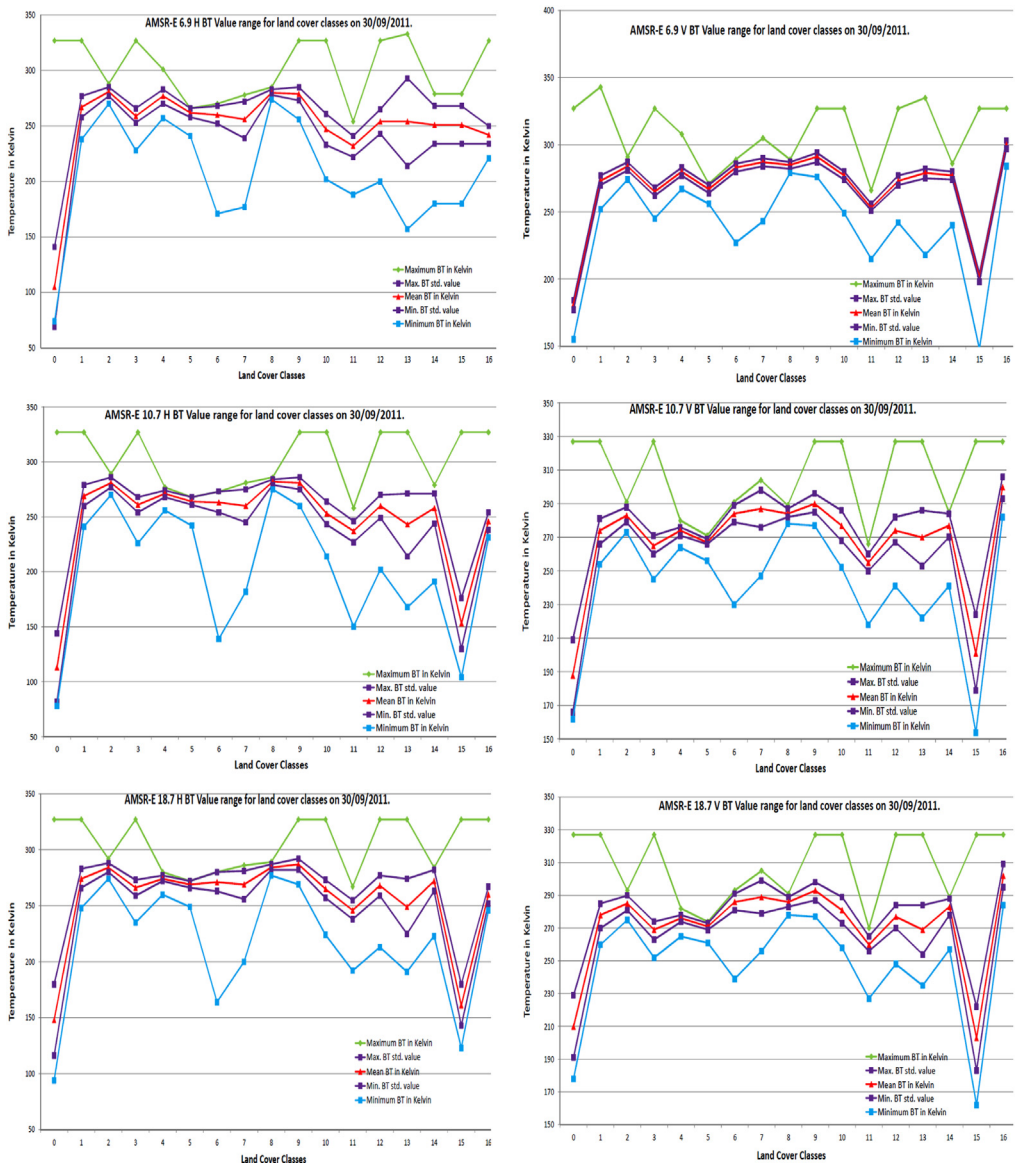 AMSR-E 6.9 H BT Value range for land cover classes on 30/09/2011.
Temperature in Kelvin
350
300
250
200
150
100
50
Maximum BT in Kelvin
Max. BT std. value
Mean BT in Kelvin
Min. BT std. value
Minimum BT in Kelvin
0 1 2 3 4 5 6 7 8 9 10 11 12 13 14 15 16
Land Cover Classes
AMSR-E 6.9 V BT Value range for land cover classes on 30/09/2011.
Temperature in Kelvin
400
350
300
250
200
150
Maximum BT in Kelvin
Max. BT std. value
Mean BT in Kelvin
Min. BT std. value
Minimum BT in Kelvin
0 1 2 3 4 5 6 7 8 9 10 11 12 13 14 15 16
Land Cover Classes
AMSR-E 10.7 H BT Value range for land cover classes on 30/09/2011.
Temperature in Kelvin
350
300
250
200
150
100
50
Maximum BT in Kelvin
Max. BT std. value
Mean BT in Kelvin
Min. BT std. value
Minimum BT in Kelvin
0 1 2 3 4 5 6 7 8 9 10 11 12 13 14 15 16
Land Cover Classes
AMSR-E 10.7 V BT Value range for land cover classes on 30/09/2011.
Temperature in Kelvin
350
330
310
290
270
250
230
210
190
170
150
Maximum BT in Kelvin
Max. BT std. value
Mean BT in Kelvin
Min. BT std. value
Minimum BT in Kelvin
0 1 2 3 4 5 6 7 8 9 10 11 12 13 14 15 16
Land Cover Classes
AMSR-E 18.7 H BT Value range for land cover classes on 30/09/2011.
Temperature in Kelvin
350
300
250
200
150
100
50
Maximum BT in Kelvin
Max. BT std. value
Mean BT in Kelvin
Min. BT std. value
Minimum BT in Kelvin
0 1 2 3 4 5 6 7 8 9 10 11 12 13 14 15 16
Land Cover Classes
AMSR-E 18.7 V BT Value range for land cover classes on 30/09/2011.
Temperature in Kelvin
350
330
310
290
270
250
230
210
190
170
150
Maximum BT in Kelvin
Max. BT std. value
Mean BT in Kelvin
Min. BT std. value
Minimum BT in Kelvin
0 1 2 3 4 5 6 7 8 9 10 11 12 13 14 15 16
Land Cover Classes